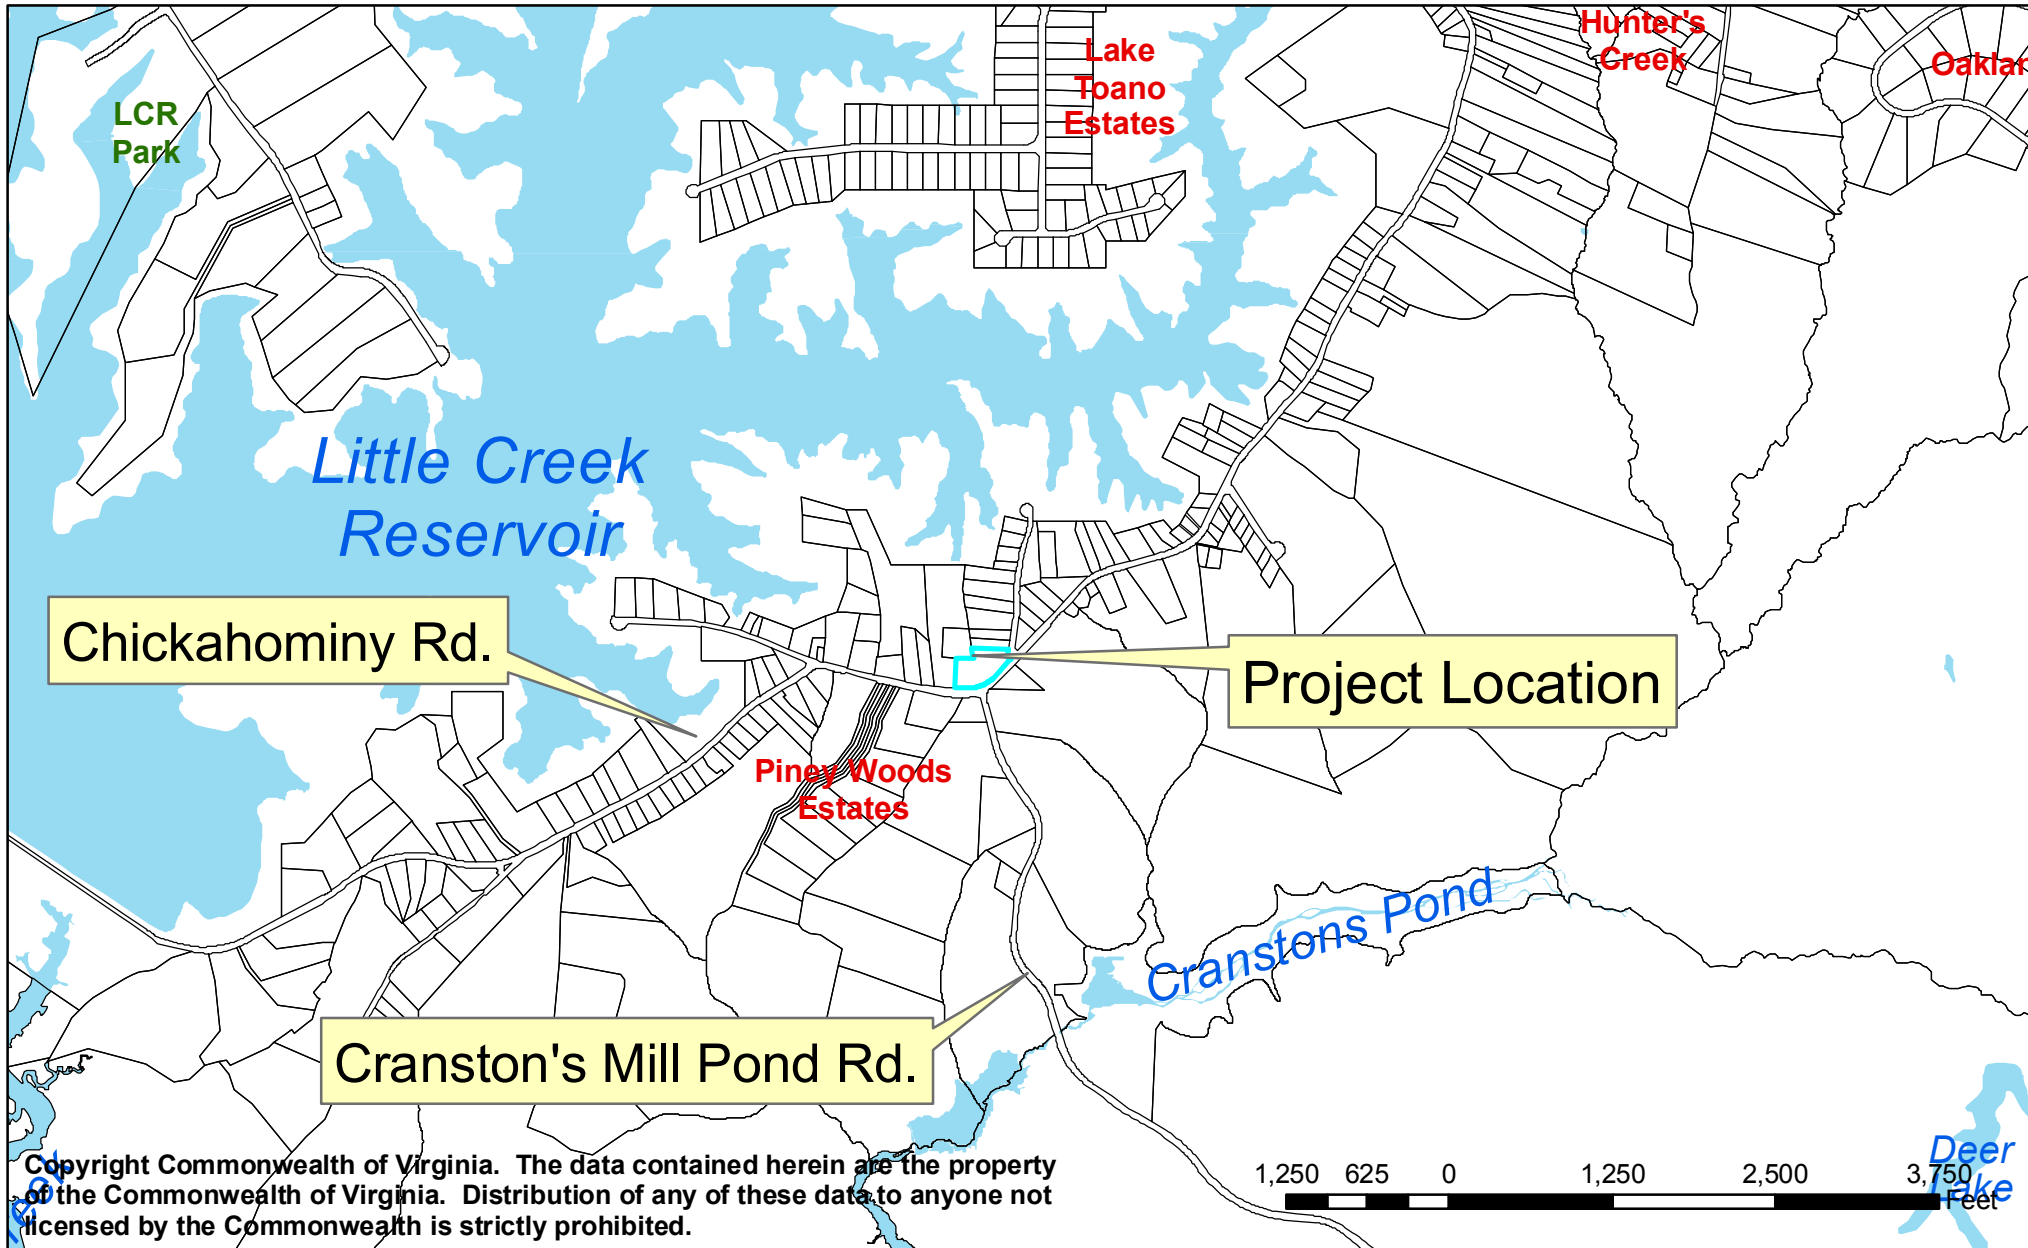 Hunter's
Creek
Lake
Toano
Estates
Oaklan
LCR
Park
Little Creek
Reservoir
Chickahominy Rd.
Project Location
Piney Woods
Estates
Cranstons Pond
Cranston's Mill Pond Rd.
Deer
Lake
Copyright Commonwealth of Virginia. The data contained herein are the property
of the Commonwealth of Virginia. Distribution of any of these data to anyone not
licensed by the Commonwealth is strictly prohibited.
1,250 625 0 1,250 2,500 3,750
Feet